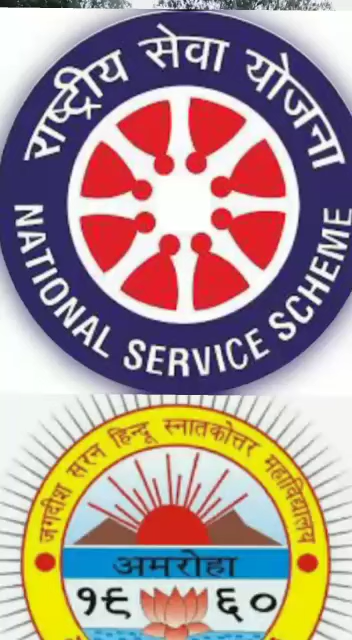 राष्ट्रीय सेवा योजना
NATIONAL SERVICE SCHEME
जगदीश सरन हिन्दू स्नातकोत्तर महाविद्यालय
अमरोहा
१९ ६०